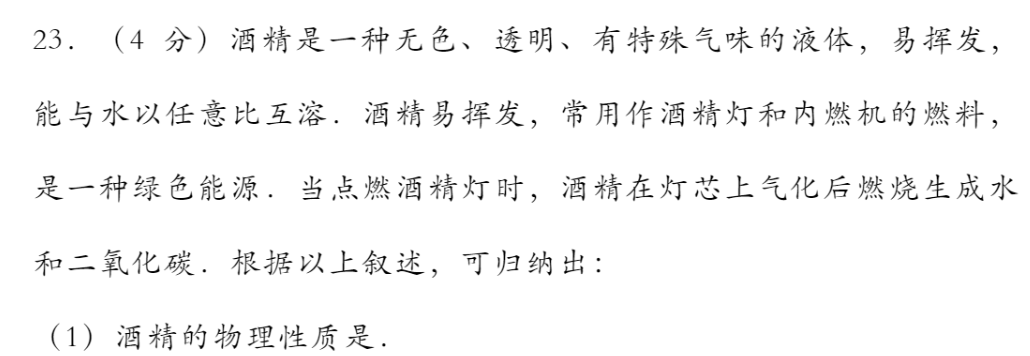 23．（4 分）酒精是一种无色、透明、有特殊气味的液体，易挥发，
能与水以任意比互溶．酒精易挥发，常用作酒精灯和内燃机的燃料，
是一种绿色能源．当点燃酒精灯时，酒精在灯芯上气化后燃烧生成水
和二氧化碳．根据以上叙述，可归纳出：
（1）酒精的物理性质是．